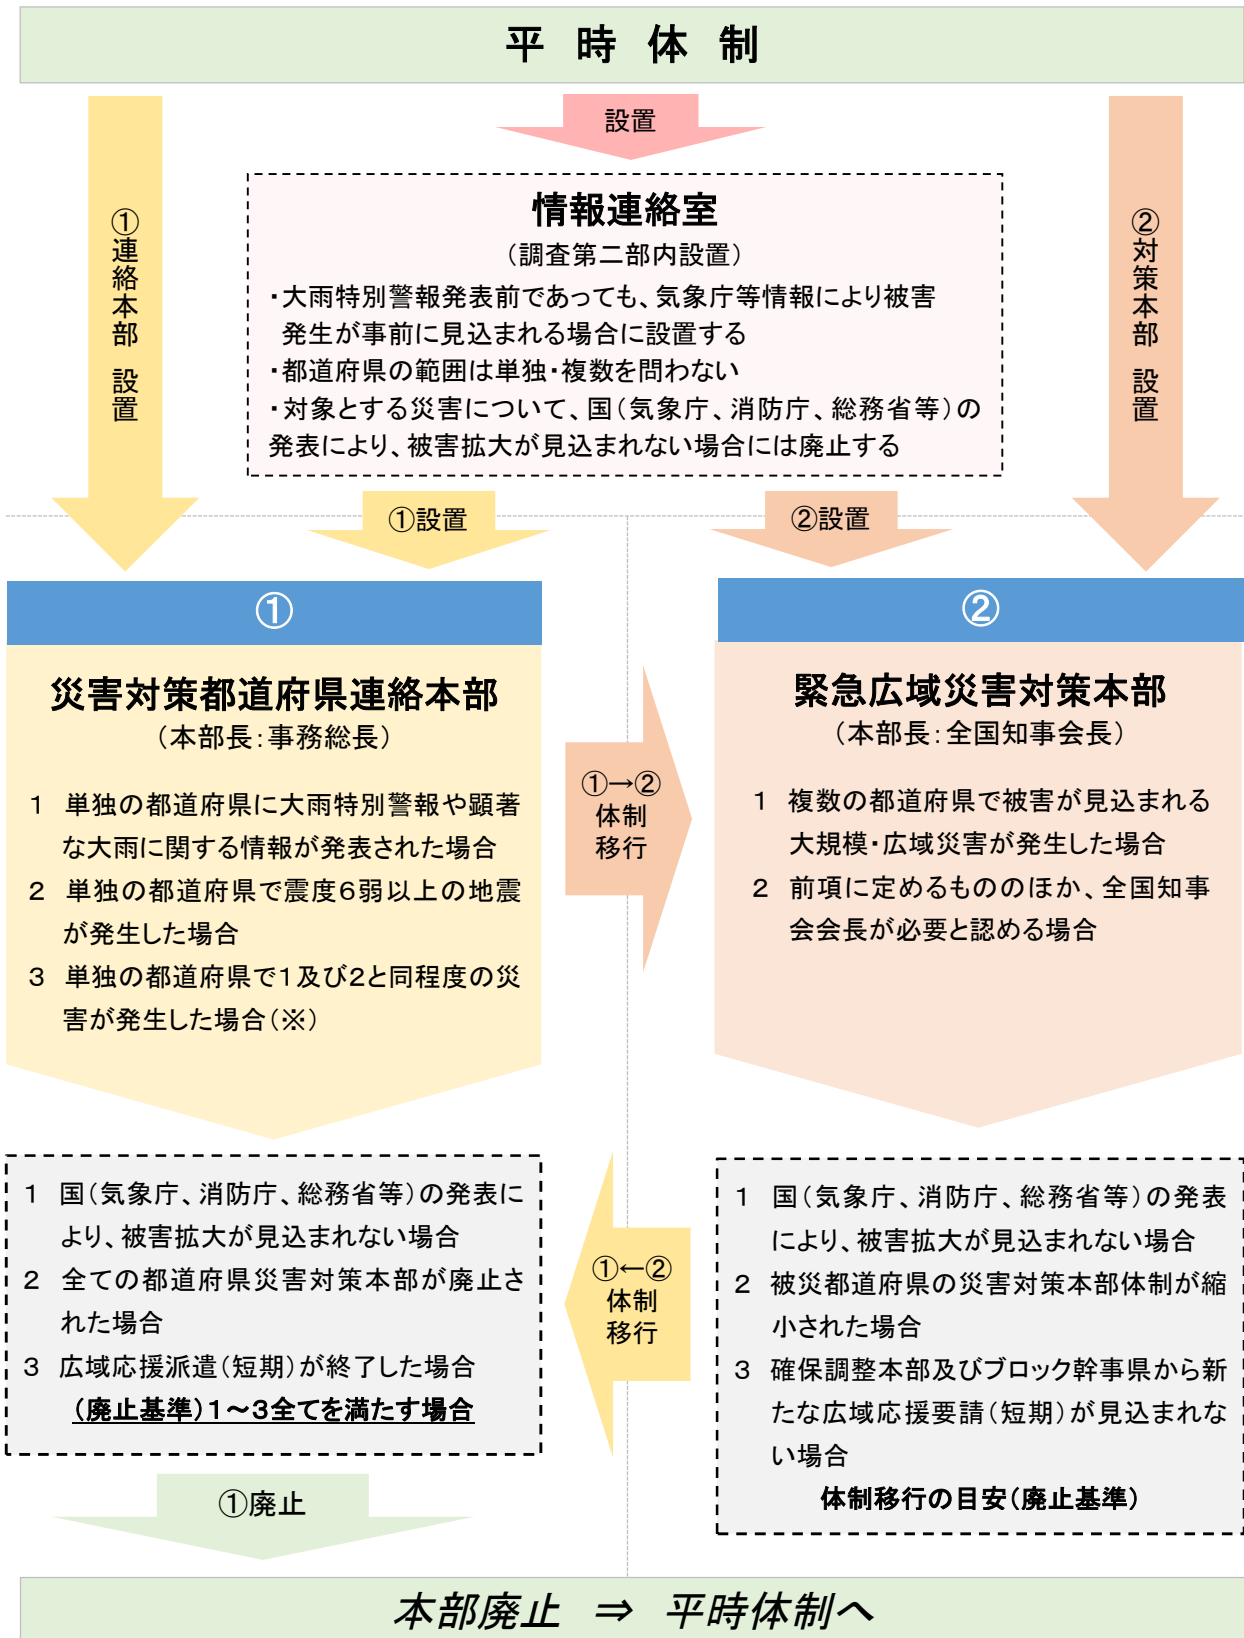 平時体制
設置
①連絡本部 設置
②対策本部 設置
情報連絡室
(調査第二部内設置)
・大雨特別警報発表前であっても、気象庁等情報により被害
発生が事前に見込まれる場合に設置する
・都道府県の範囲は単独・複数を問わない
・対象とする災害について、国(気象庁、消防庁、総務省等)の
発表により、被害拡大が見込まれない場合には廃止する
①設置
②設置
①
災害対策都道府県連絡本部
(本部長:事務総長)
1 単独の都道府県に大雨特別警報や顕著
な大雨に関する情報が発表された場合
2 単独の都道府県で震度6弱以上の地震
が発生した場合
3 単独の都道府県で1及び2と同程度の災
害が発生した場合(※)
①→②
体制
移行
②
緊急広域災害対策本部
(本部長:全国知事会長)
1 複数の都道府県で被害が見込まれる
大規模・広域災害が発生した場合
2 前項に定めるもののほか、全国知事
会会長が必要と認める場合
1 国(気象庁、消防庁、総務省等)の発表に
より、被害拡大が見込まれない場合
2 全ての都道府県災害対策本部が廃止さ
れた場合
3 広域応援派遣(短期)が終了した場合
(廃止基準)1~3全てを満たす場合
①←②
体制
移行
1 国(気象庁、消防庁、総務省等)の発表
により、被害拡大が見込まれない場合
2 被災都道府県の災害対策本部体制が縮
小された場合
3 確保調整本部及びブロック幹事県から新
たな広域応援要請(短期)が見込まれな
い場合
体制移行の目安(廃止基準)
①廃止
本部廃止 ⇒ 平時体制へ